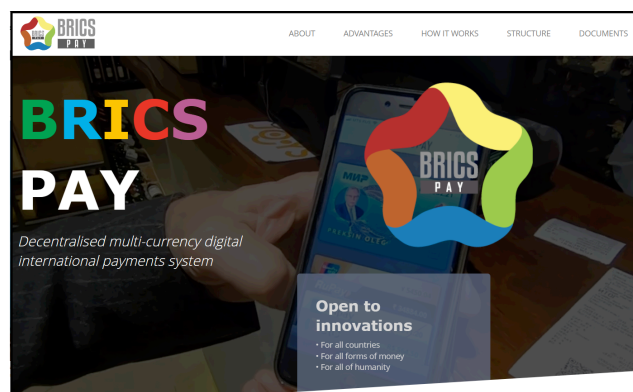 BRICS
PAY
ABOUT
ADVANTAGES
HOW IT WORKS
STRUCTURE
DOCUMENTS
BRICS
PAY
Decentralised multi-currency digital
international payments system
BRICS
PAY
МИР
Open to
innovations
• For all countries
• For all forms of money
• For all of humanity